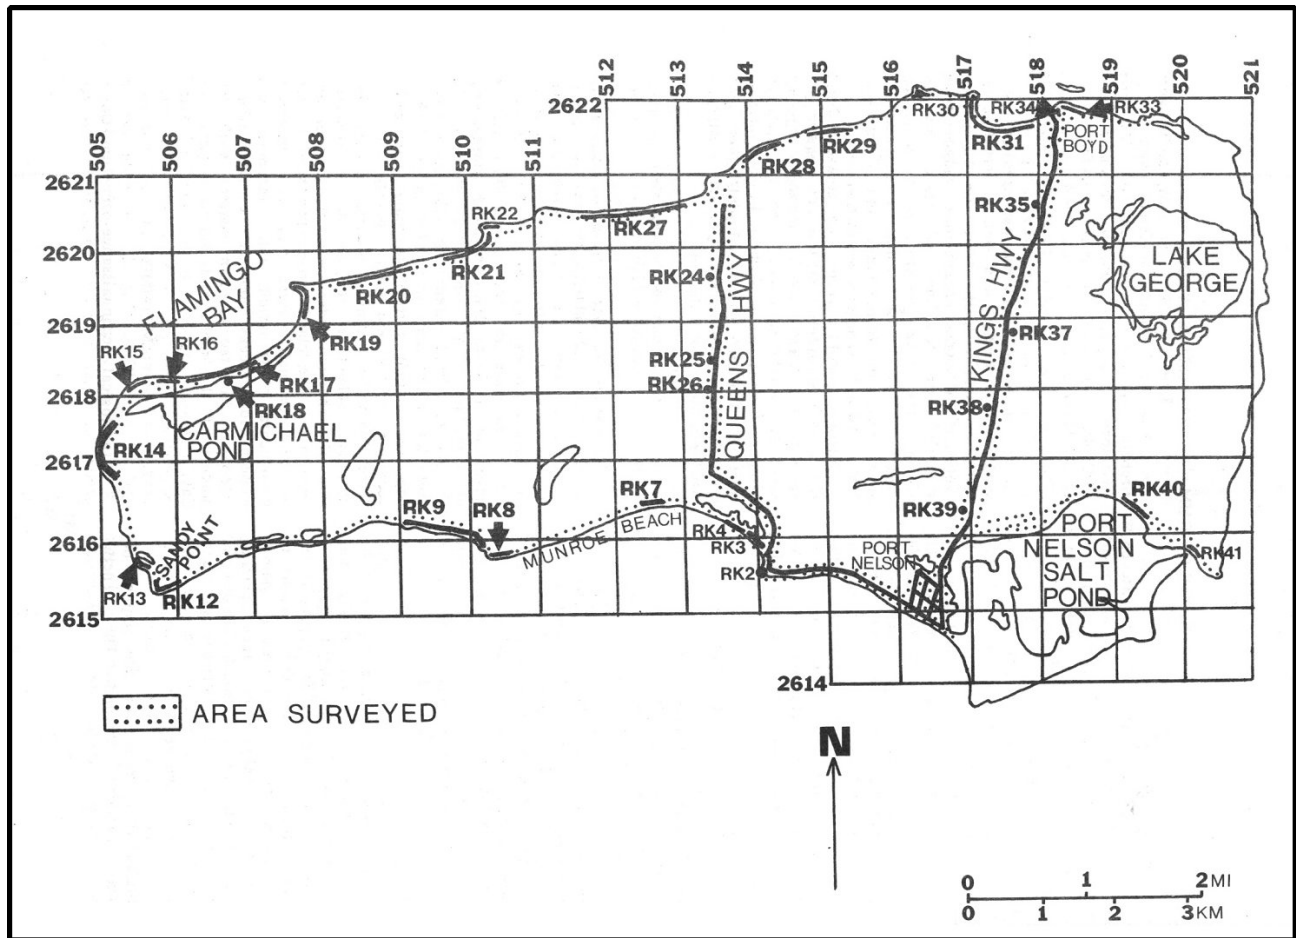 512 513 514 515 516 517 518 519 520 521
2622
RK30
RK34
RK33
PORT
BOYD
RK31
RK29
RK28
505 506 507 508 509 510 511
2621
RK22
RK27
RK35
2620
RK21
RK20
RK24
LAKE
GEORGE
FLAMINGO
BAY
QUEENS HWY
KINGS HWY
2619
RK19
RK37
RK15
RK16
RK17
RK25
RK26
2618
RK18
RK38
CARMICHAEL
POND
RK14
2617
RK9
RK8
RK7
RK40
RK39
MUNROE BEACH
RK4
RK3
RK2
PORT
NELSON
PORT
NELSON
SALT
POND
RK41
2616
SANDY
POINT
RK13
RK12
2615
2614
AREA SURVEYED
N
0 1 2 MI
0 1 2 3 KM